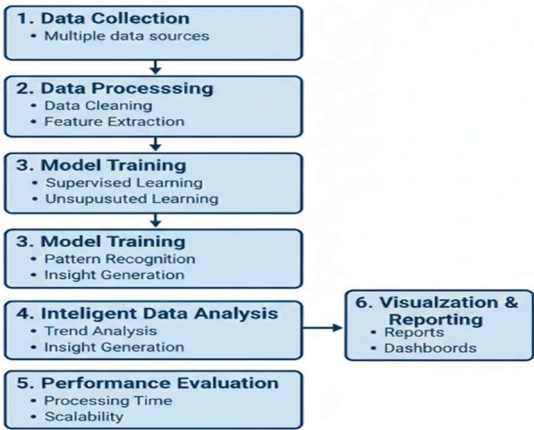 1. Data Collection
• Multiple data sources
2. Data Processsing
• Data Cleaning
• Feature Extraction
3. Model Training
• Supervised Learning
• Unsupusuted Learning
3. Model Training
• Pattern Recognition
• Insight Generation
4. Inteligent Data Analysis
• Trend Analysis
• Insight Generation
6. Visualzation &
Reporting
• Reports
• Dashboords
5. Performance Evaluation
• Processing Time
• Scalability